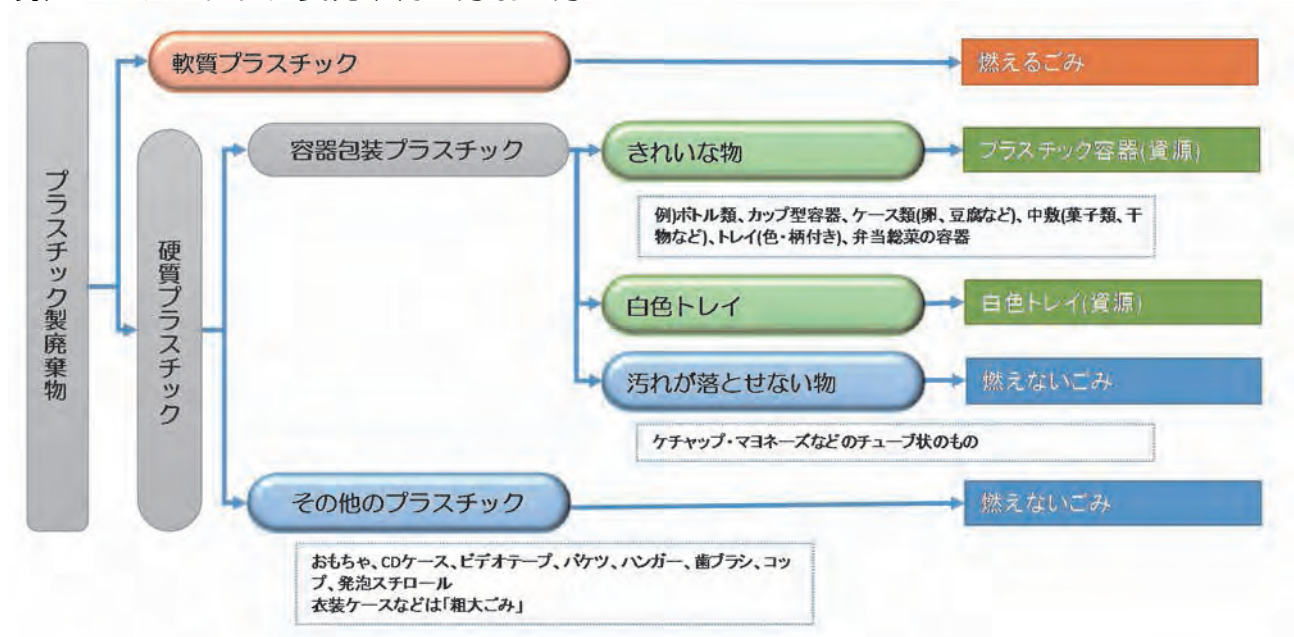 プラスチック製廃棄物
軟質プラスチック
燃えるごみ
硬質プラスチック
容器包装プラスチック
きれいな物
プラスチック容器(資源)
例)ボトル類、カップ型容器、ケース類(卵、豆腐など)、中敷(菓子類、干
物など)、トレイ(色・柄付き)、弁当総菜の容器
白色トレイ
白色トレイ(資源)
汚れが落とせない物
燃えないごみ
ケチャップ・マヨネーズなどのチューブ状のもの
その他のプラスチック
燃えないごみ
おもちゃ、CDケース、ビデオテープ、バケツ、ハンガー、歯ブラシ、コッ
プ、発泡スチロール
衣装ケースなどは「粗大ごみ」